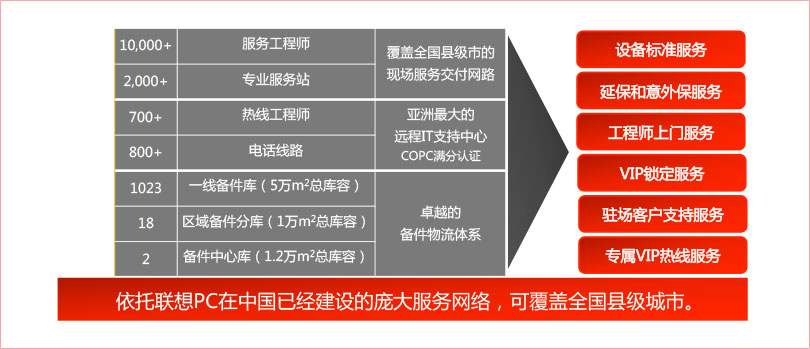 10,000+ 服务工程师
2,000+ 专业服务站
覆盖全国县级市的
现场服务交付网路
700+ 热线工程师
800+ 电话线路
亚洲最大的
远程IT支持中心
COPC满分认证
1023 一线备件库（5万m²总库容）
18 区域备件分库（1万m²总库容）
2 备件中心库（1.2万m²总库容）
卓越的
备件物流体系
设备标准服务
延保和意外保服务
工程师上门服务
VIP锁定服务
驻场客户支持服务
专属VIP热线服务
依托联想PC在中国已经建设的庞大服务网络，可覆盖全国县级城市。